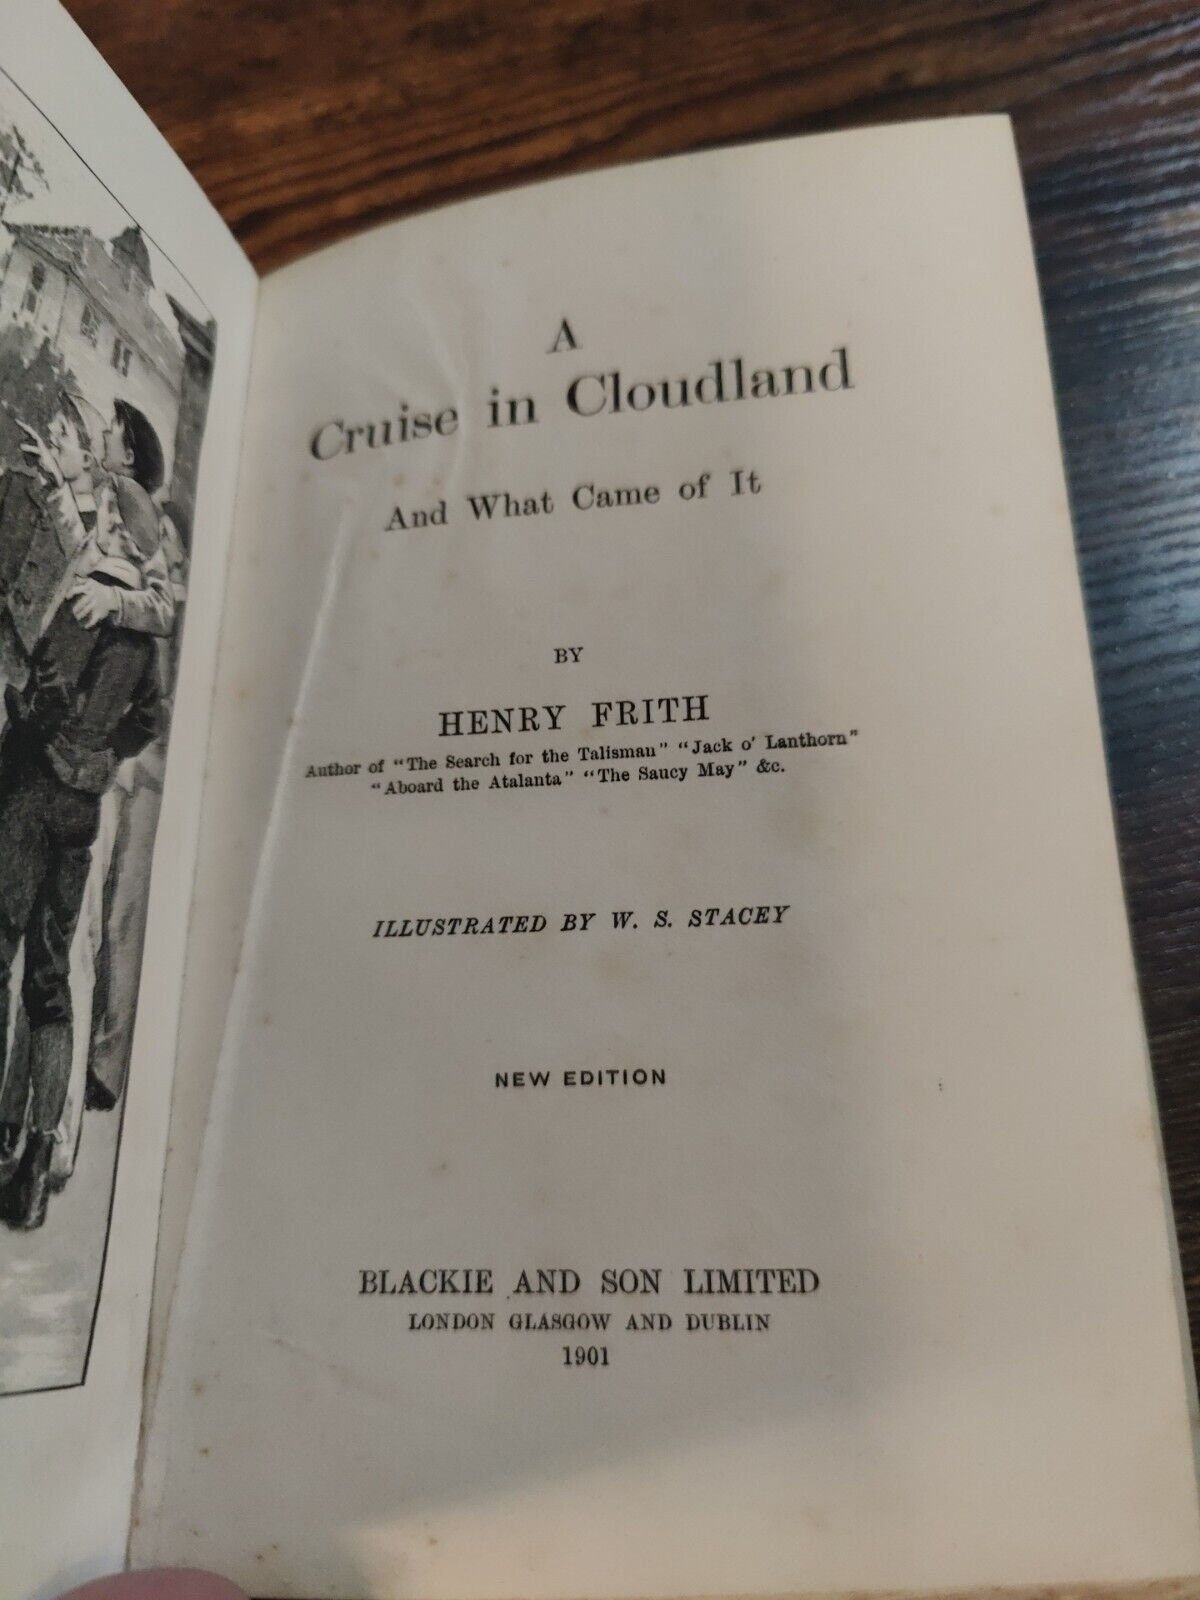 A
Cruise in Cloudland
And What Came of It
BY
HENRY FRITH
Author of "The Search for the Talisman" "Jack o' Lanthorn"
"Aboard the Atalanta" "The Saucy May" &c.
ILLUSTRATED BY W. S. STACEY
NEW EDITION
BLACKIE AND SON LIMITED
LONDON GLASGOW AND DUBLIN
1901